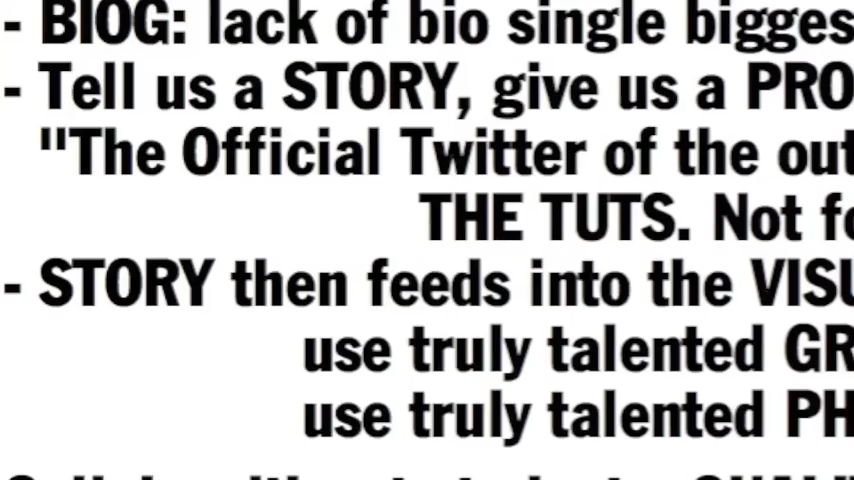 - BIOG: lack of bio single bigges
- Tell us a STORY, give us a PRO
"The Official Twitter of the out
THE TUTS. Not fo
- STORY then feeds into the VISU
use truly talented GR
use truly talented PH